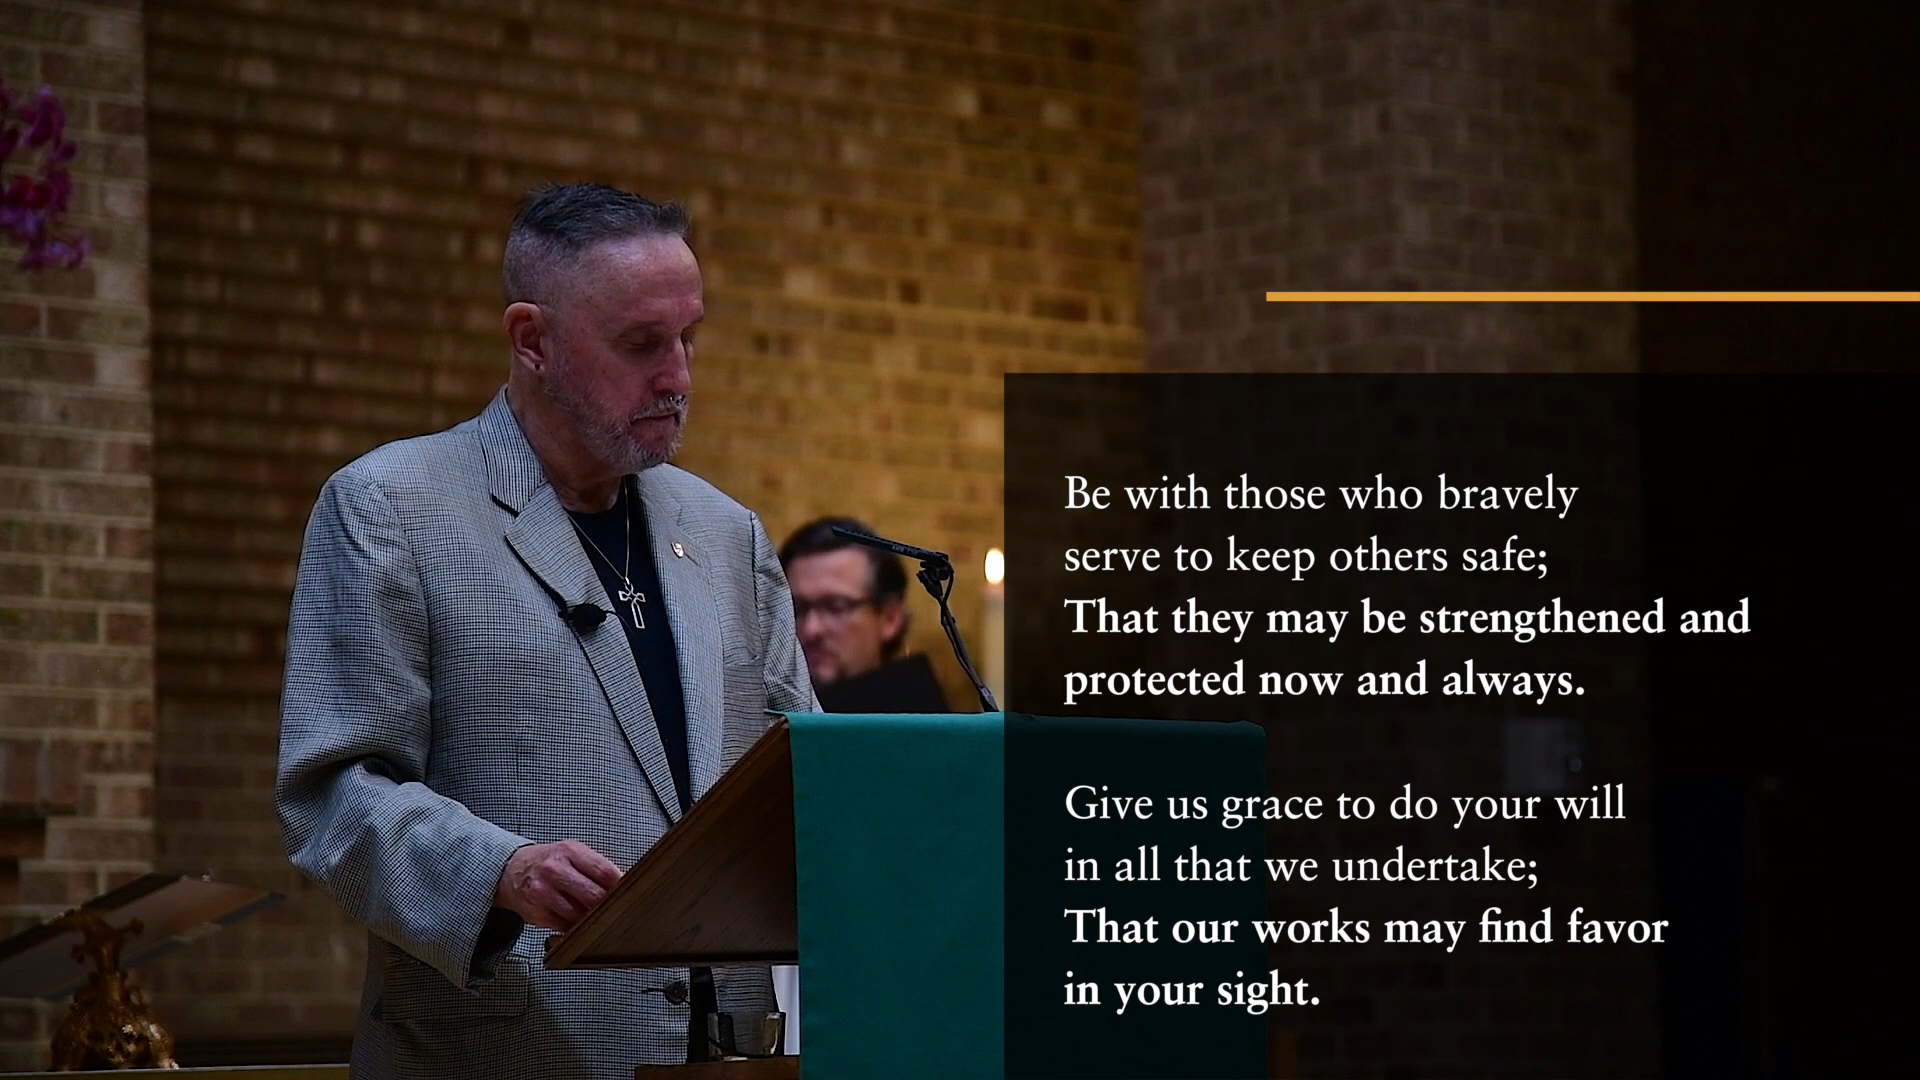 Be with those who bravely
serve to keep others safe;
That they may be strengthened and
protected now and always.
Give us grace to do your will
in all that we undertake;
That our works may find favor
in your sight.